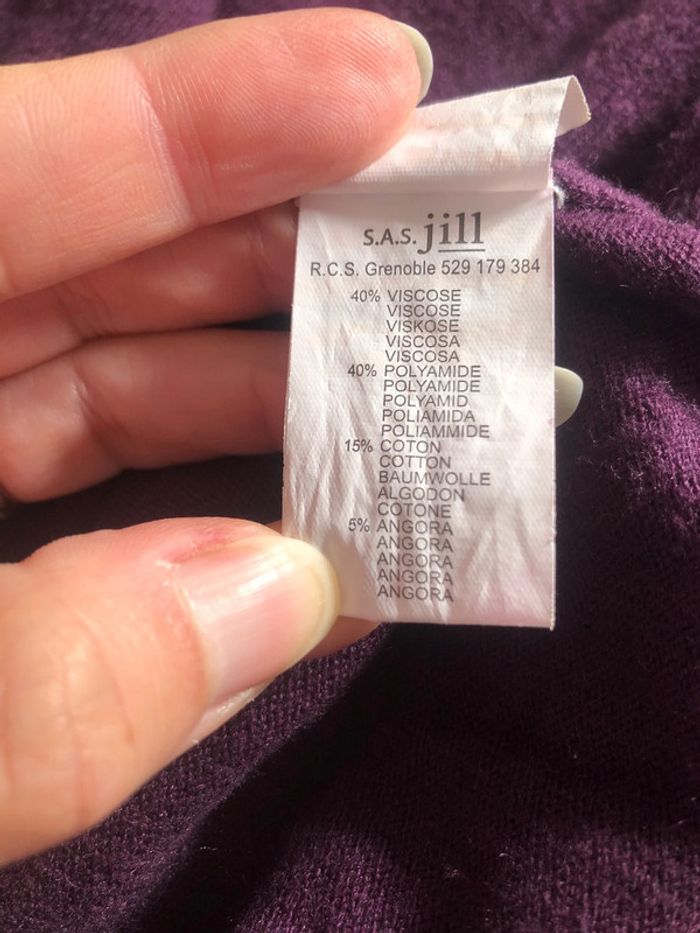 S.A.S. jill
R.C.S. Grenoble 529 179 384
40% VISCOSE
VISCOSE
VISKOSE
VISCOSA
VISCOSA
40% POLYAMIDE
POLYAMIDE
POLYAMID
POLIAMIDA
POLIAMMIDE
15% COTON
COTTON
BAUMWOLLE
ALGODON
COTONE
5% ANGORA
ANGORA
ANGORA
ANGORA
ANGORA